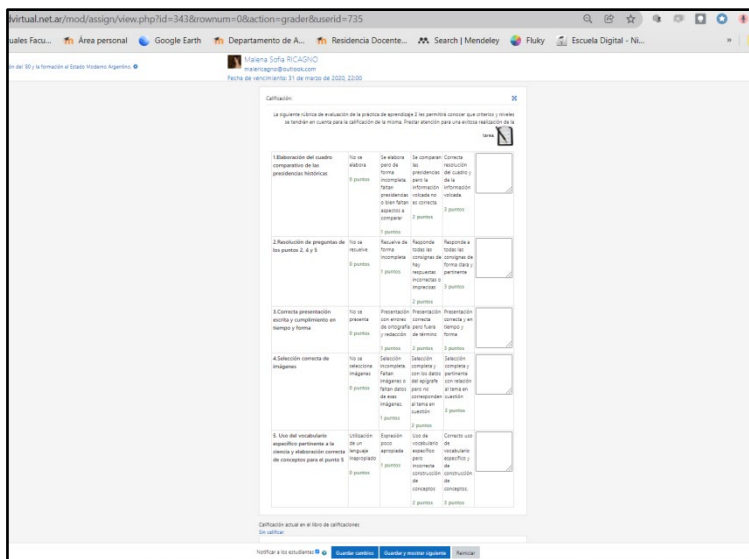 dvirtual.net.ar/mod/assign/view.php?id=343&rownum=0&action=grader&userid=735
uales Facu... Área personal Google Earth Departamento de A... Residencia Docente... Search | Mendeley Fluky Escuela Digital - Ni... »
ón del '80 y la formación el Estado Moderno Argentino.
Malena Sofia RICAGNO
malericagno@outlook.com
Fecha de vencimiento: 31 de marzo de 2020, 22:00
Calificación:
La siguiente rúbrica de evaluación de la práctica de aprendizaje 2 les permitirá conocer que criterios y niveles
se tendrán en cuenta para la calificación de la misma. Prestar atención para una exitosa realización de la
tarea
1.Elaboración del cuadro comparativo de las presidencias históricas
No se elabora
0 puntos
Se elabora pero de forma incompleta, faltan presidencias o bien faltan aspectos a comparar
1 puntos
Se comparan las presidencias pero la información volcada no es correcta.
2 puntos
Correcta resolución del cuadro y de la información volcada.
3 puntos
2.Resolución de preguntas de los puntos 2, 4 y 5
No se resuelve
0 puntos
Resuelve de forma incompleta
1 puntos
Responde todas las consignas de hay respuestas incorrectas o imprecisas
2 puntos
Responde a todas las consignas de forma clara y pertinente
3 puntos
3.Correcta presentación escrita y cumplimiento en tiempo y forma
No se presenta
0 puntos
Presentación con errores de ortografía y redacción
1 puntos
Presentación correcta pero fuera de término
2 puntos
Presentación correcta y en tiempo y forma
3 puntos
4.Selección correcta de imágenes
No se selecciona imágenes
0 puntos
Selección incompleta. Faltan imágenes o faltan datos de esas imágenes.
1 puntos
Selección completa y con los datos del epígrafe pero no corresponden al tema en cuestión
2 puntos
Selección completa y pertinente con relación al tema en cuestión
3 puntos
5. Uso del vocabulario específico pertinente a la ciencia y elaboración correcta de conceptos para el punto 5
Utilización de un lenguaje inapropiado
0 puntos
Expresión poco apropiada
1 puntos
Uso de vocabulario específico pero incorrecta construcción de conceptos
2 puntos
Correcto uso de vocabulario específico y de construcción de conceptos.
3 puntos
Calificación actual en el libro de calificaciones
Sin calificar
Notificar a los estudiantes Guardar cambios Guardar y mostrar siguiente Reiniciar